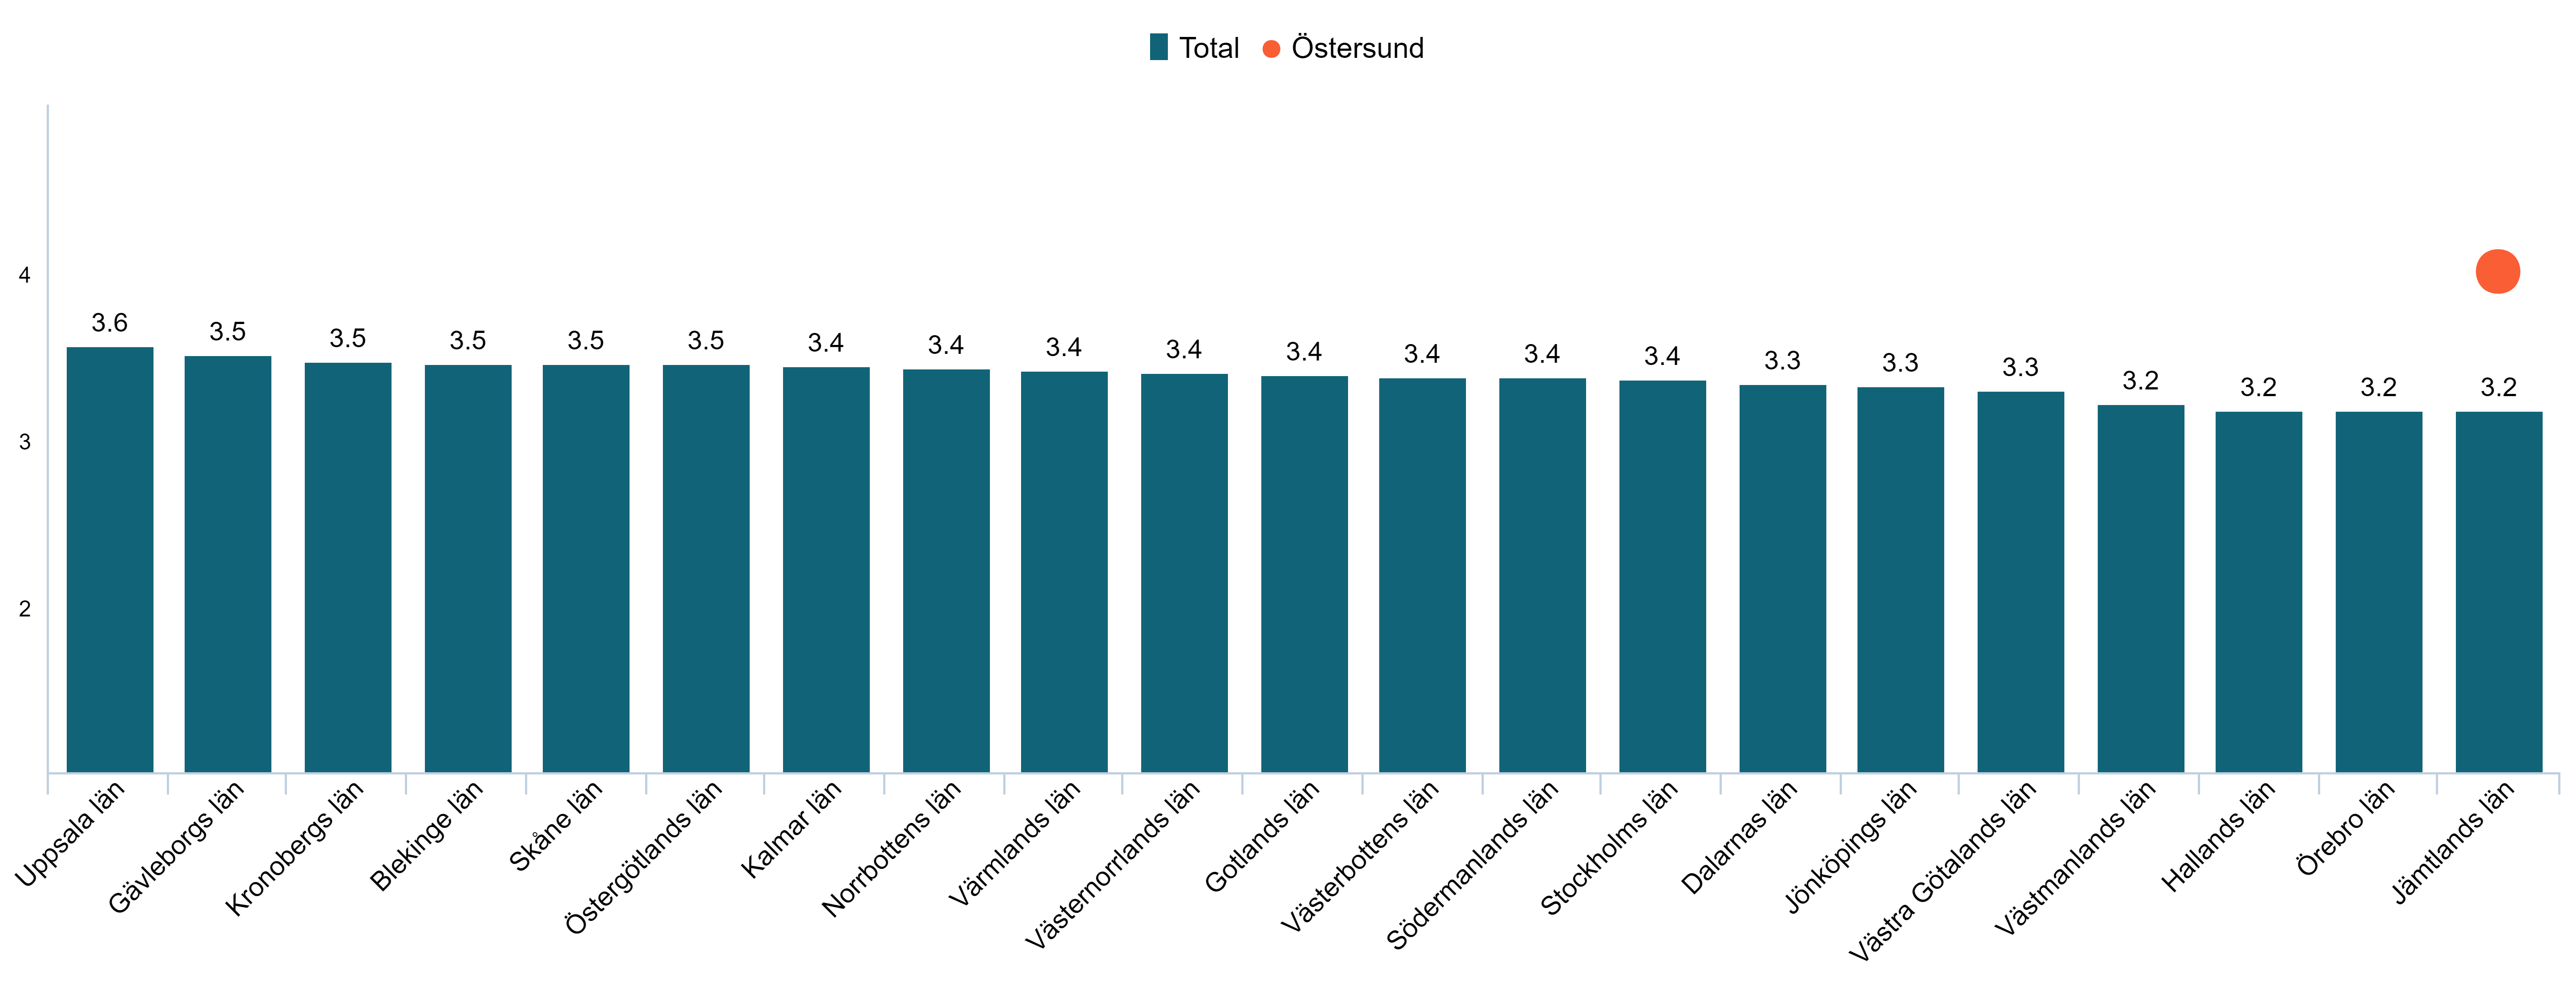 Total Östersund
4
3
2
3.6 3.5 3.5 3.5 3.5 3.5 3.4 3.4 3.4 3.4 3.4 3.4 3.4 3.4 3.3 3.3 3.3 3.2 3.2 3.2 3.2
Uppsala län
Gävleborgs län
Kronobergs län
Blekinge län
Skåne län
Östergötlands län
Kalmar län
Norrbottens län
Värmlands län
Västernorrlands län
Gotlands län
Västerbottens län
Södermanlands län
Stockholms län
Dalarnas län
Jönköpings län
Västra Götalands län
Västmanlands län
Hallands län
Örebro län
Jämtlands län